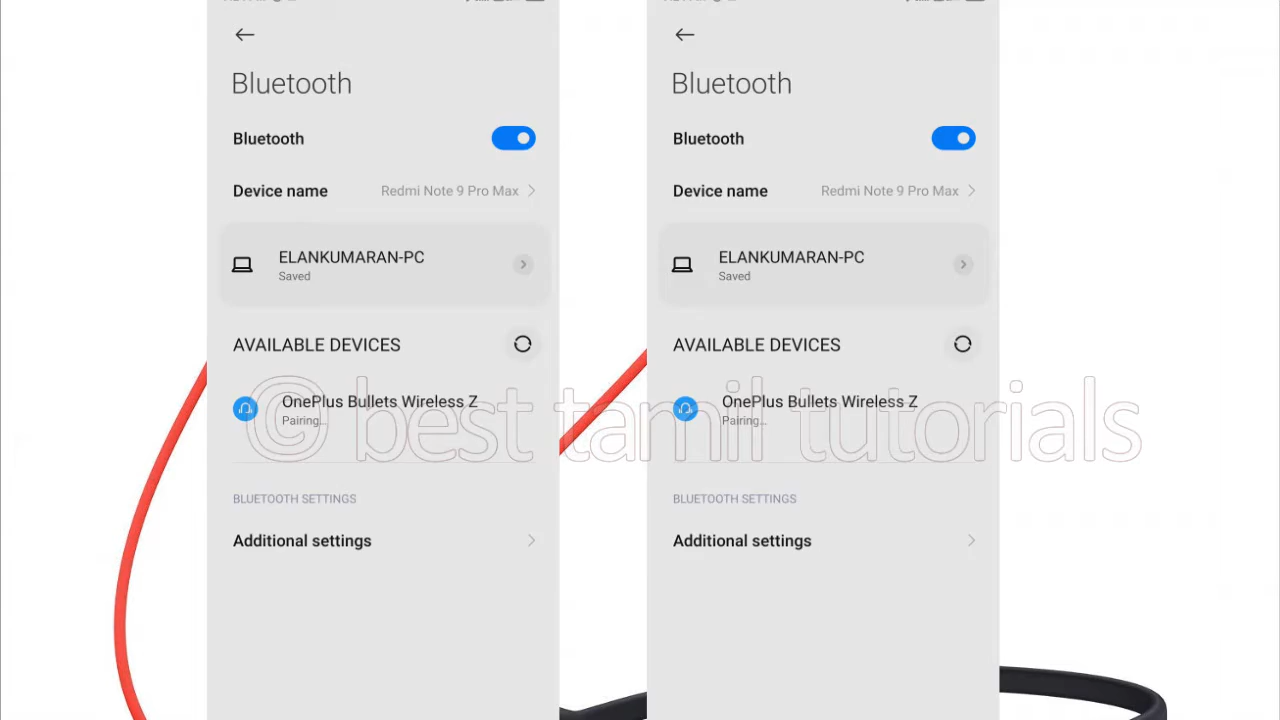 Bluetooth
Bluetooth
Device name Redmi Note 9 Pro Max
ELANKUMARAN-PC
Saved
AVAILABLE DEVICES
OnePlus Bullets Wireless Z
Pairing...
BLUETOOTH SETTINGS
Additional settings
Bluetooth
Bluetooth
Device name Redmi Note 9 Pro Max
ELANKUMARAN-PC
Saved
AVAILABLE DEVICES
OnePlus Bullets Wireless Z
Pairing...
BLUETOOTH SETTINGS
Additional settings
© best tamil tutorials